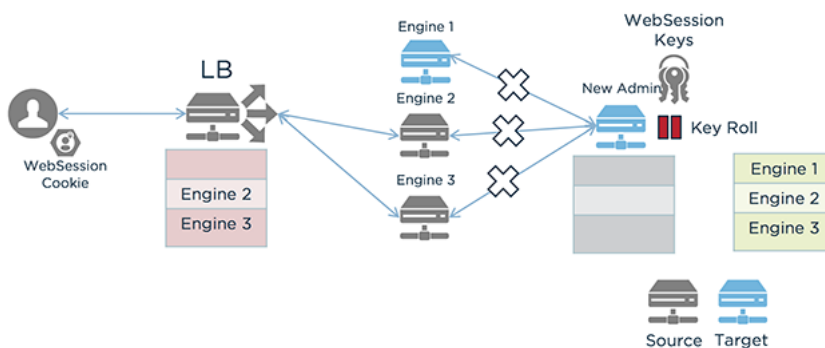 WebSession
Keys
Engine 1
LB
New Admin
Engine 2
Key Roll
WebSession
Cookie
Engine 3
Engine 2
Engine 3
Engine 1
Engine 2
Engine 3
Source
Target